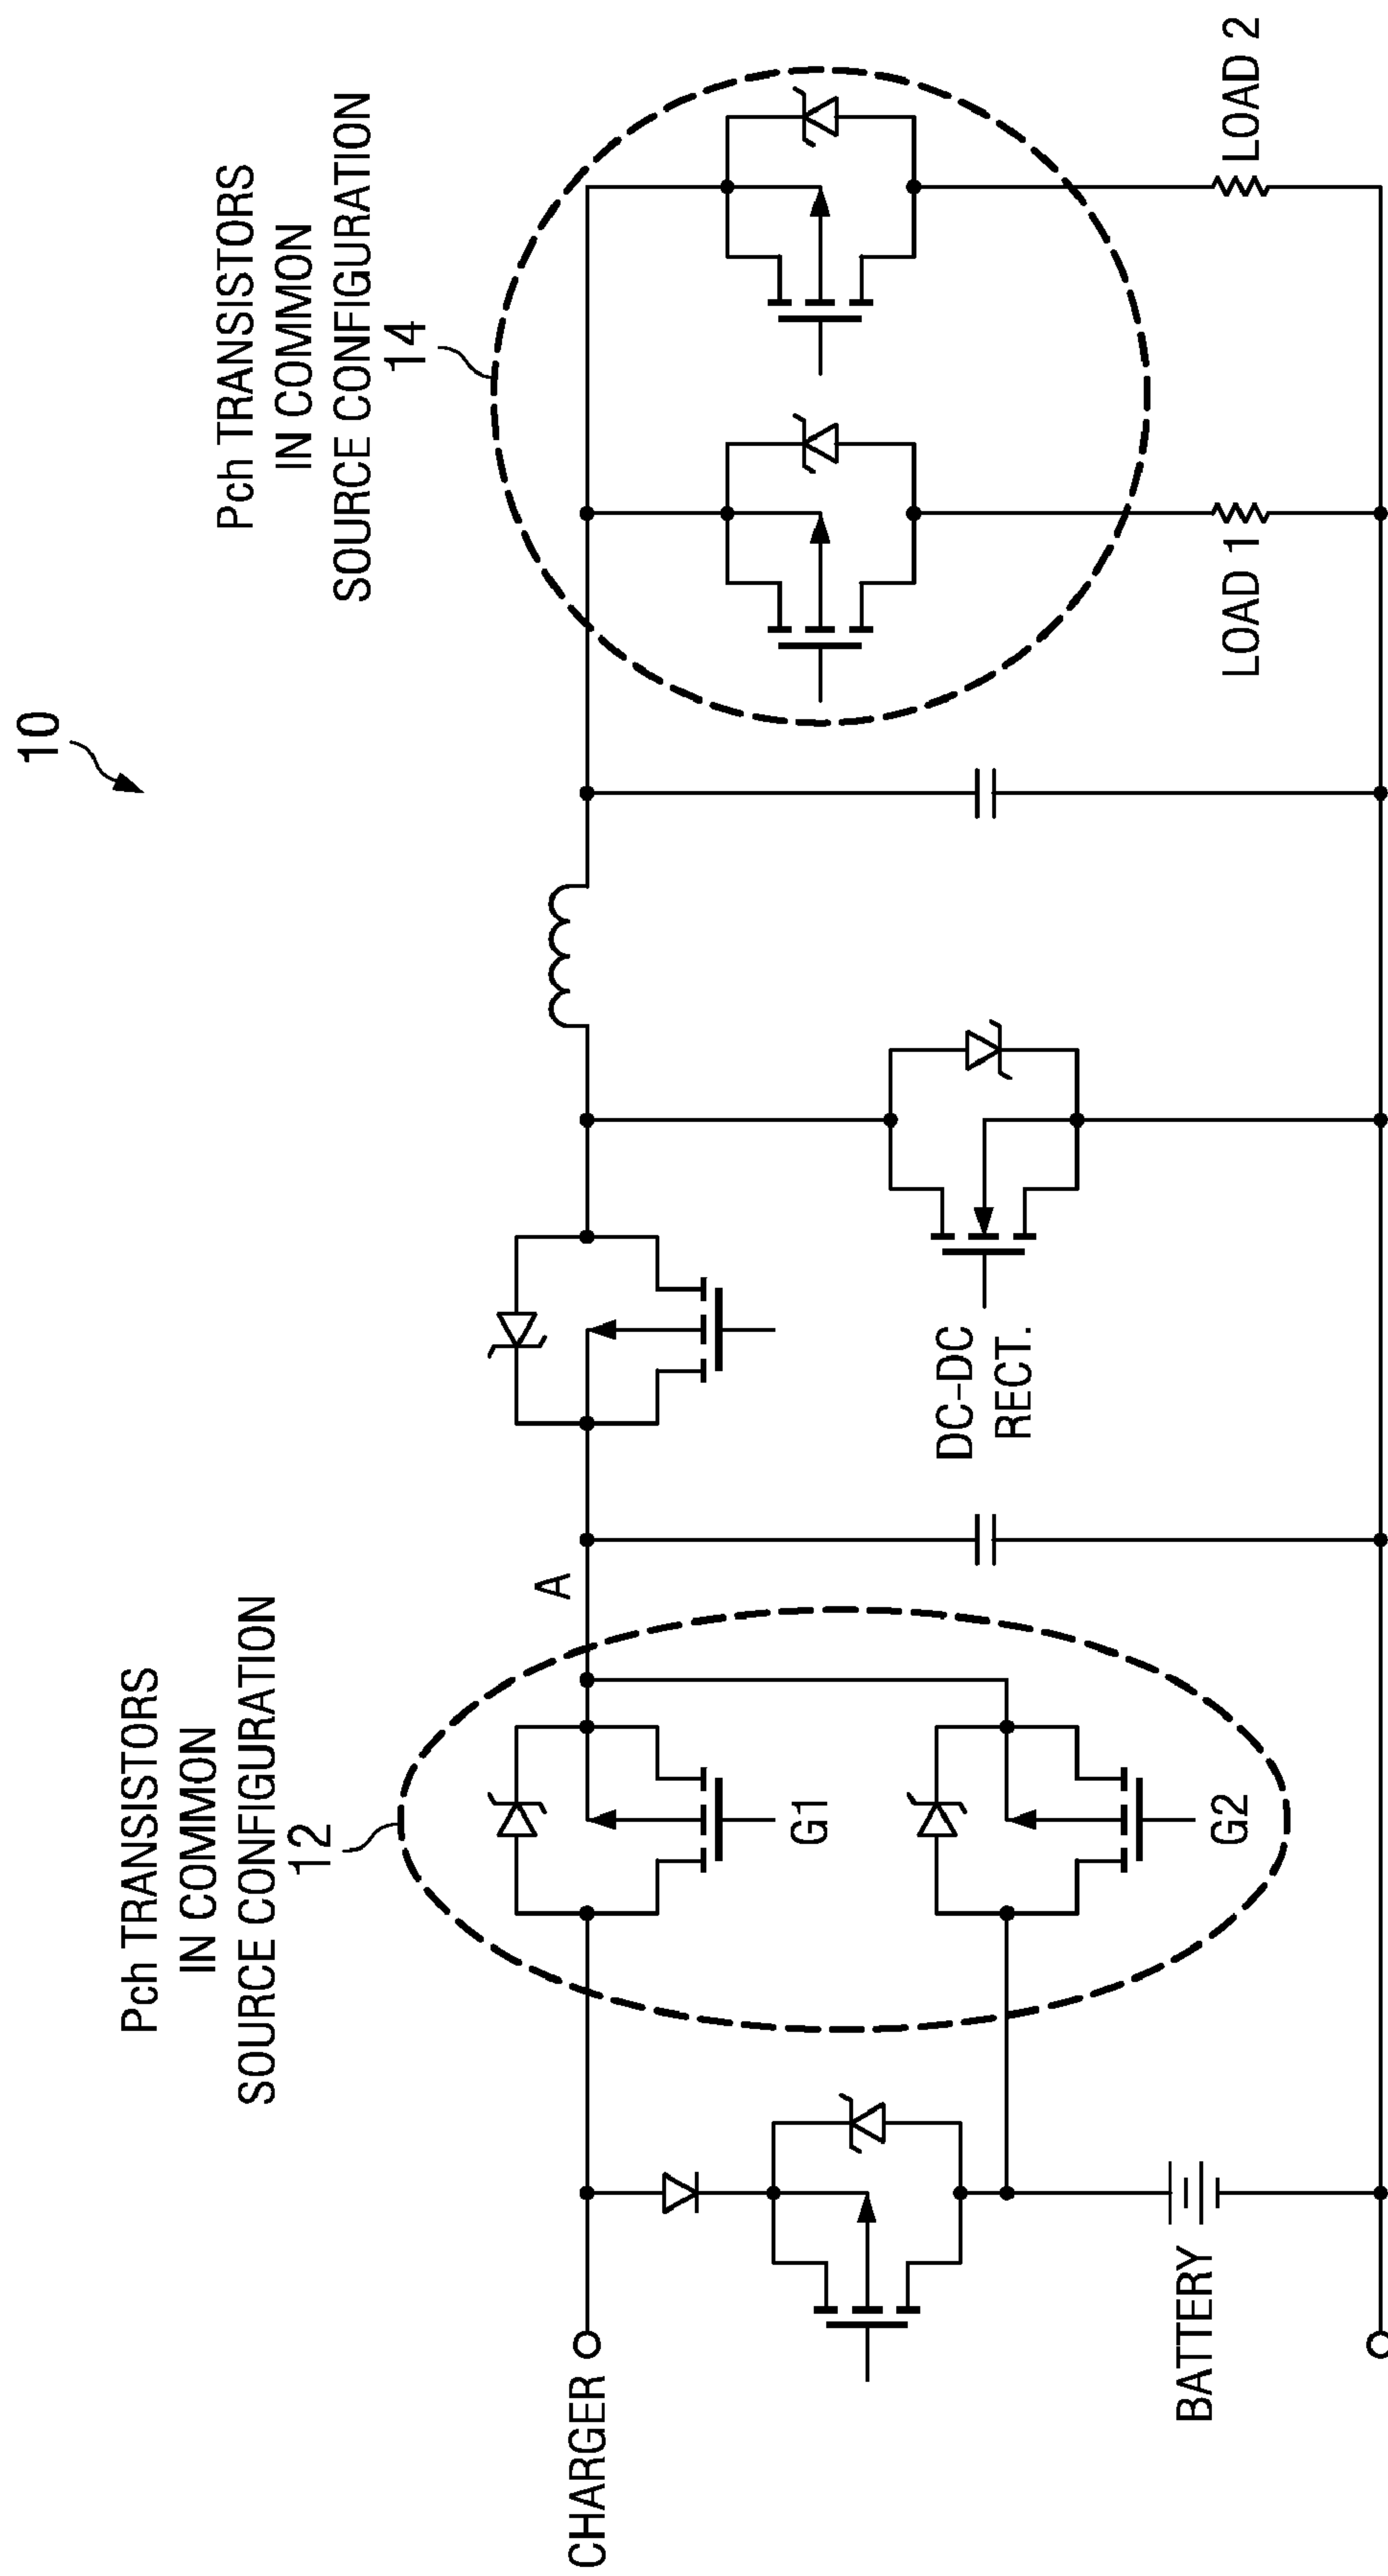 10
Pch TRANSISTORS
IN COMMON
SOURCE CONFIGURATION
12
Pch TRANSISTORS
IN COMMON
SOURCE CONFIGURATION
14
A
CHARGER
G1
G2
DC-DC
RECT.
BATTERY
LOAD 1
LOAD 2